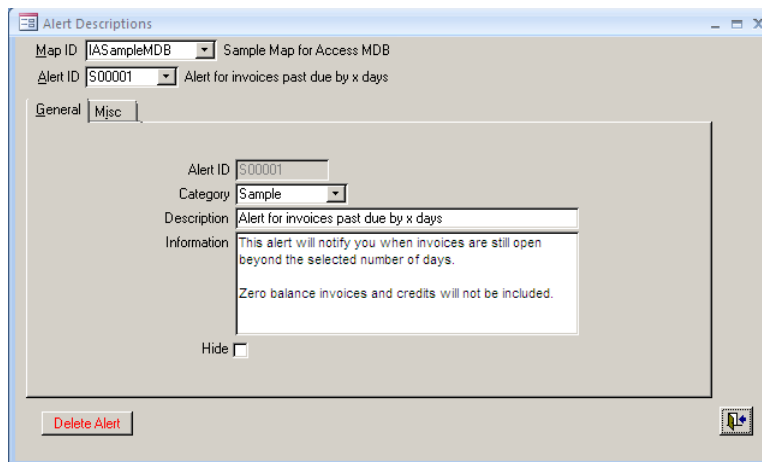 Alert Descriptions
Map ID IASampleMDB Sample Map for Access MDB
Alert ID S00001 Alert for invoices past due by x days
General Misc
Alert ID S00001
Category Sample
Description Alert for invoices past due by x days
Information This alert will notify you when invoices are still open
beyond the selected number of days.
Zero balance invoices and credits will not be included.
Hide
Delete Alert